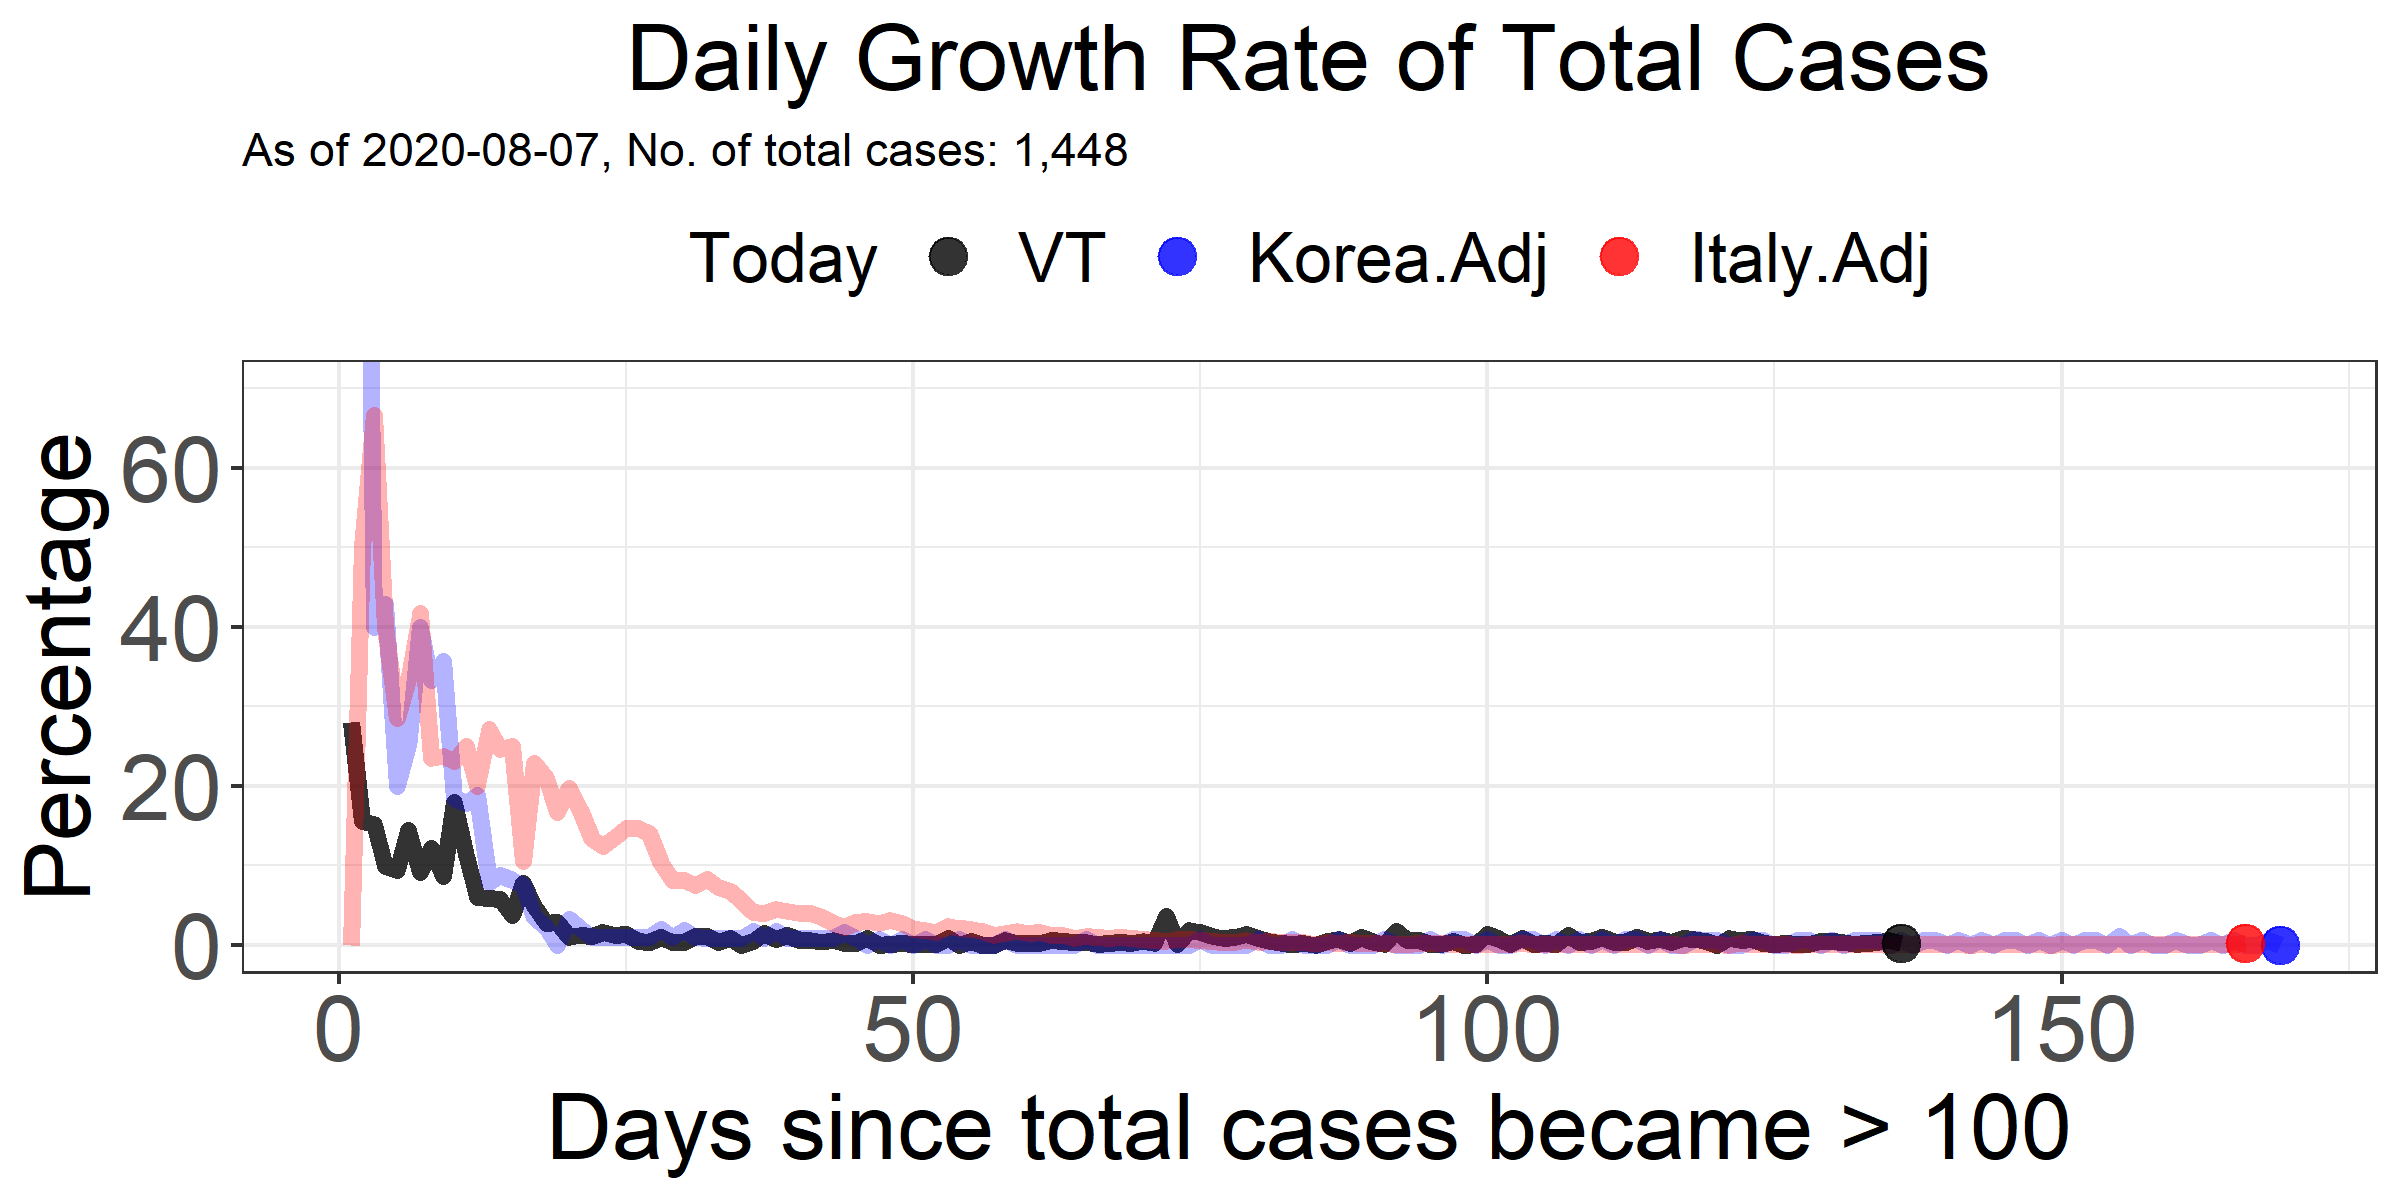 Daily Growth Rate of Total Cases
As of 2020-08-07, No. of total cases: 1,448
Today VT Korea.Adj Italy.Adj
Percentage
60
40
20
0
0 50 100 150
Days since total cases became > 100